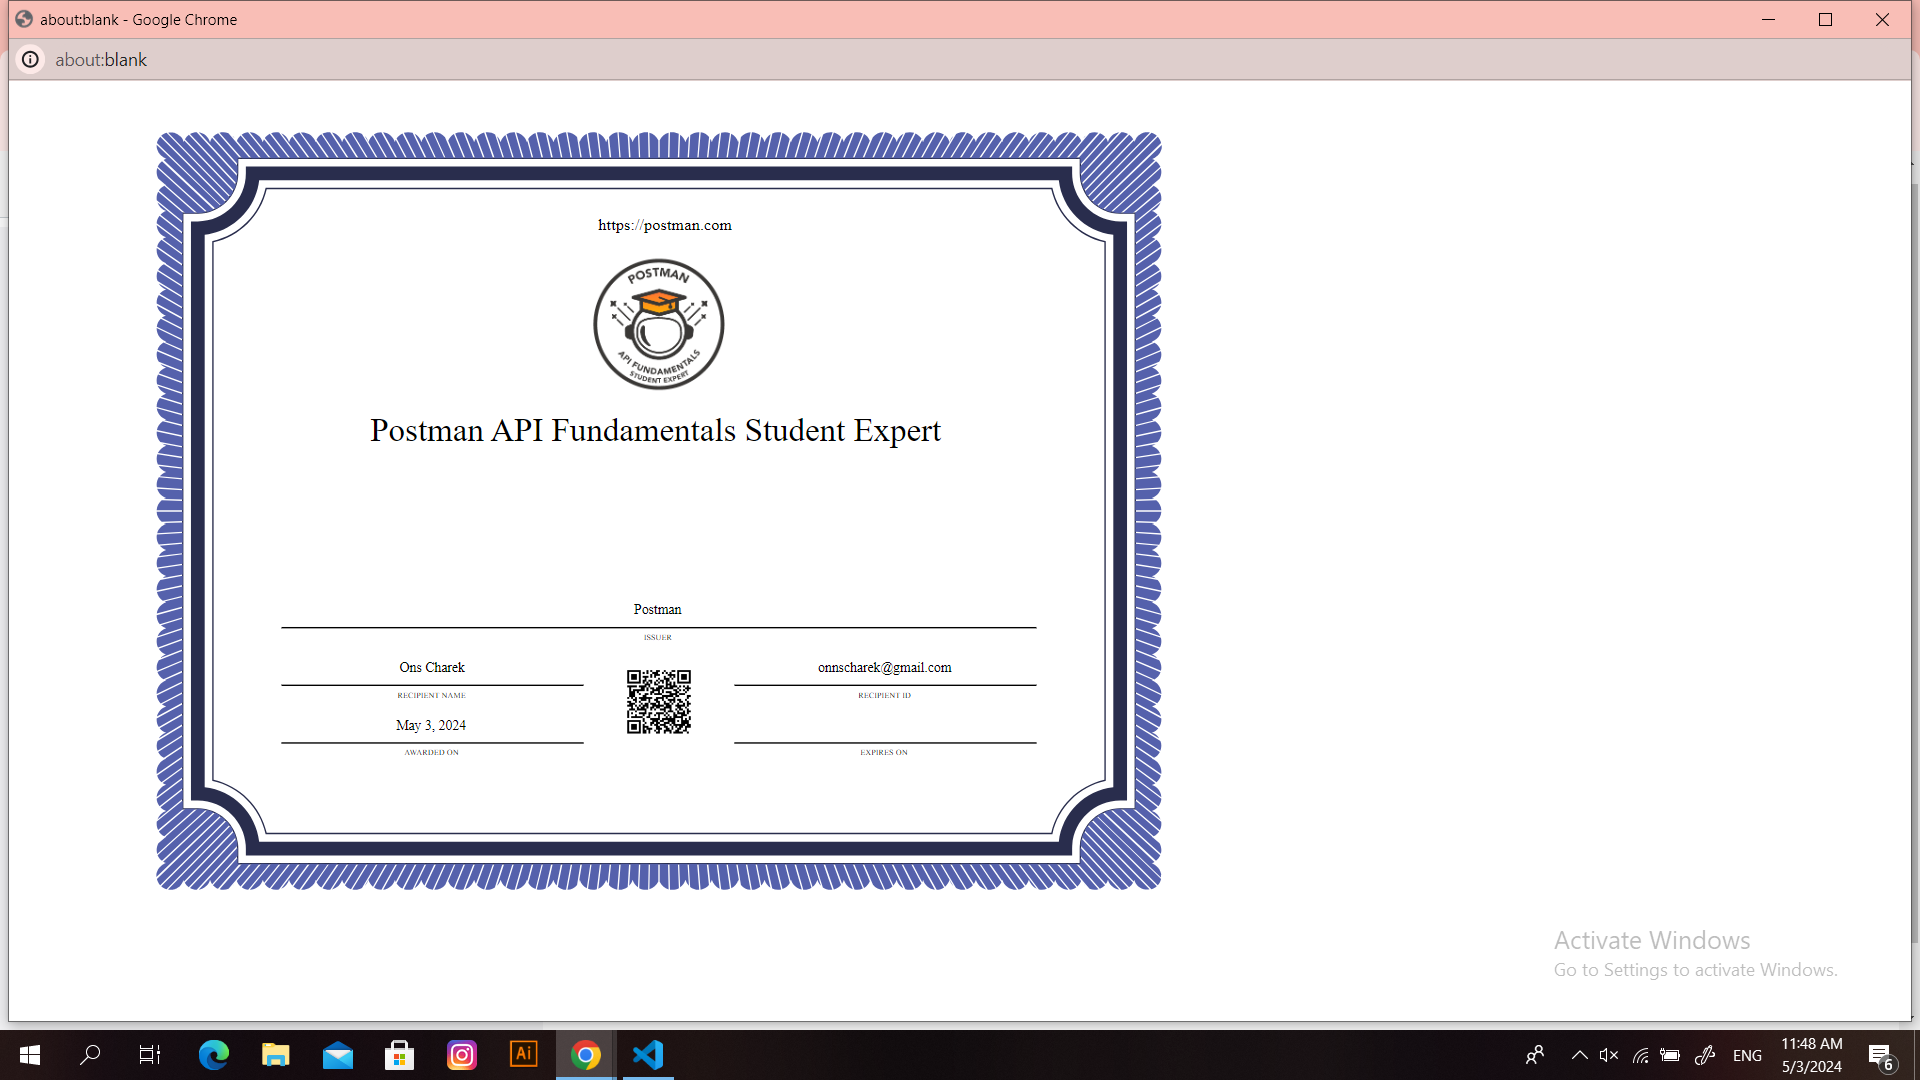 about:blank - Google Chrome
about:blank
https://postman.com
POSTMAN
API FUNDAMENTALS
STUDENT EXPERT
Postman API Fundamentals Student Expert
Postman
ISSUER
Ons Charek
onnscharek@gmail.com
RECIPIENT NAME
RECIPIENT ID
May 3, 2024
AWARDED ON
EXPIRES ON
Activate Windows
Go to Settings to activate Windows.
Ai
ENG
11:48 AM
5/3/2024
6